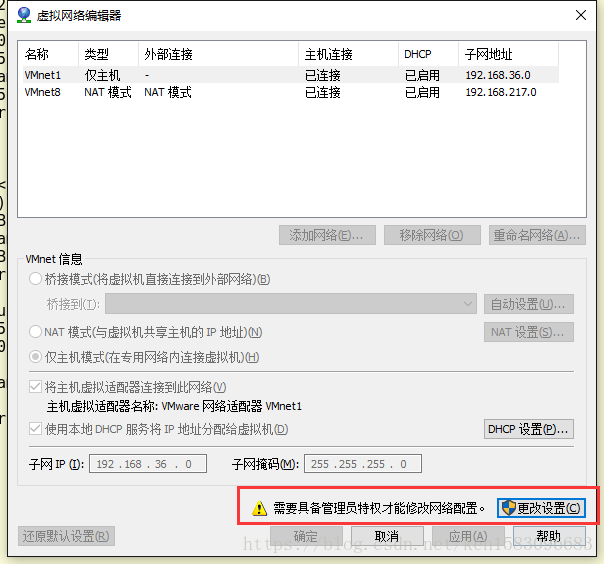 虚拟网络编辑器
名称 类型 外部连接 主机连接 DHCP 子网地址
VMnet1 仅主机 - 已连接 已启用 192.168.36.0
VMnet8 NAT 模式 NAT 模式 已连接 已启用 192.168.217.0
添加网络(E)... 移除网络(O) 重命名网络(A)...
VMnet 信息
桥接模式(将虚拟机直接连接到外部网络)(B)
桥接到(T): 自动设置(U)...
NAT 模式(与虚拟机共享主机的 IP 地址)(N) NAT 设置(S)...
仅主机模式(在专用网络内连接虚拟机)(H)
将主机虚拟适配器连接到此网络(V)
主机虚拟适配器名称: VMware 网络适配器 VMnet1
使用本地 DHCP 服务将 IP 地址分配给虚拟机(D) DHCP 设置(P)...
子网 IP (I): 192 . 168 . 36 . 0 子网掩码(M): 255 . 255 . 255 . 0
需要具备管理员特权才能修改网络配置。 更改设置(C)
还原默认设置(R) 确定 取消 应用(A) 帮助